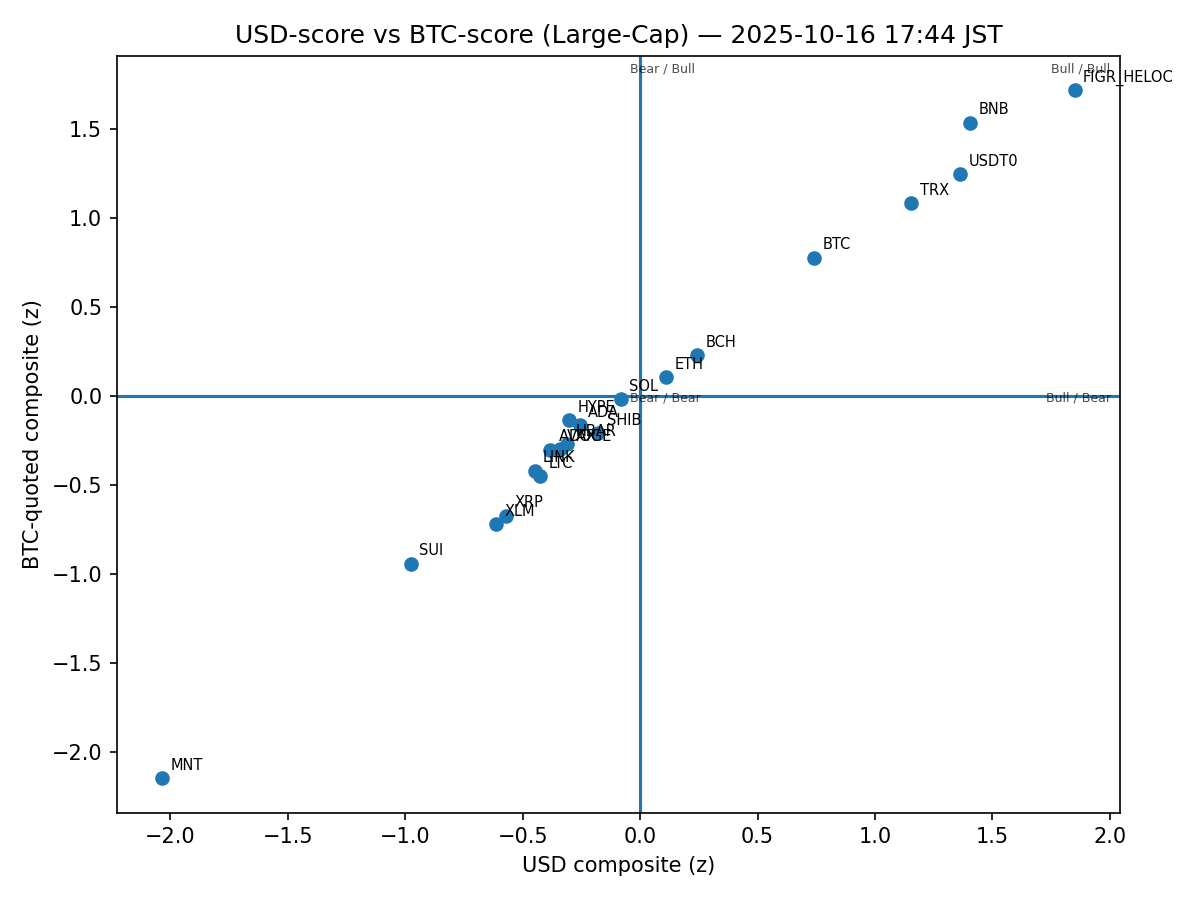 USD-score vs BTC-score (Large-Cap) — 2025-10-16 17:44 JST
Bear / Bull
Bull / Bull
FIGR_HELOC
BNB
USDT0
TRX
BTC
BCH
ETH
SOL
Bear / Bear
Bull / Bear
HYPE
ADA
SHIB
HBAR
LINK
LTC
XRP
XLM
SUI
MNT
1.5
1.0
0.5
0.0
−0.5
−1.0
−1.5
−2.0
BTC-quoted composite (z)
−2.0
−1.5
−1.0
−0.5
0.0
0.5
1.0
1.5
2.0
USD composite (z)